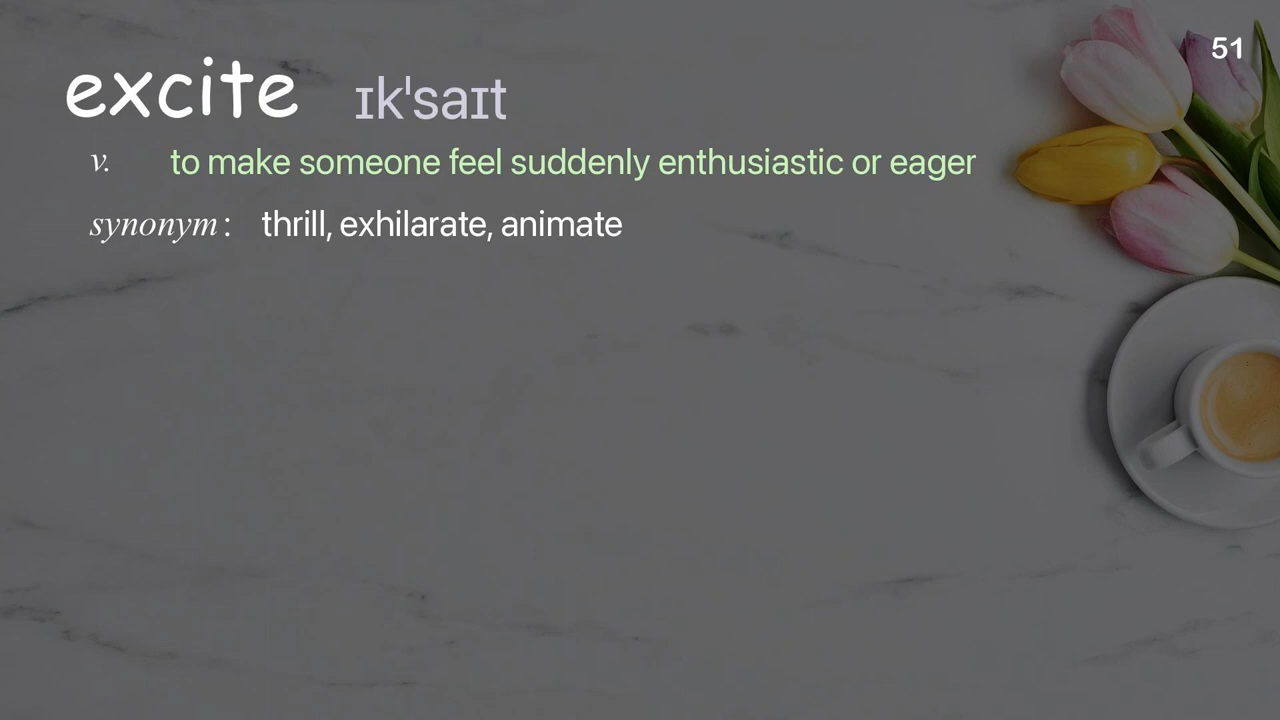 51
excite ɪkˈsaɪt
v. to make someone feel suddenly enthusiastic or eager
synonym: thrill, exhilarate, animate